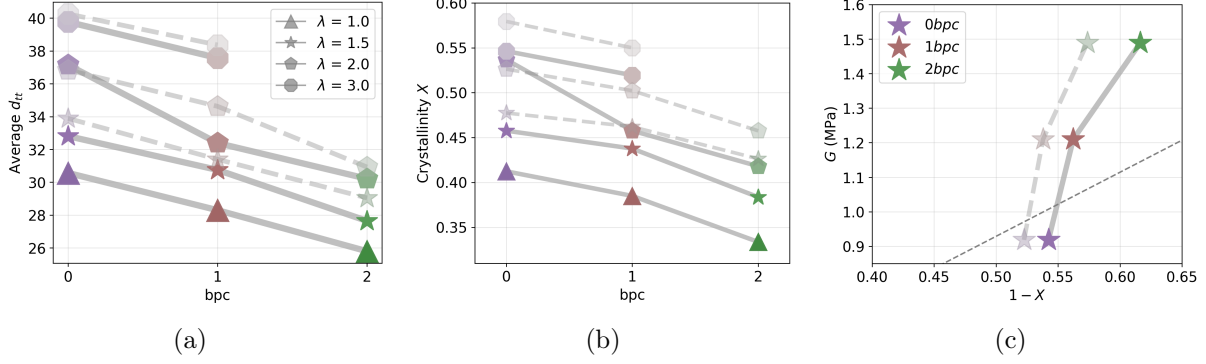 40
38
36
34
32
30
28
26
Average d_tt
0
1
2
bpc
λ = 1.0
λ = 1.5
λ = 2.0
λ = 3.0
(a)
0.60
0.55
0.50
0.45
0.40
0.35
Crystallinity X
0
1
2
bpc
(b)
1.6
1.5
1.4
1.3
1.2
1.1
1.0
0.9
G (MPa)
0.40
0.45
0.50
0.55
0.60
0.65
1 − X
0bpc
1bpc
2bpc
(c)